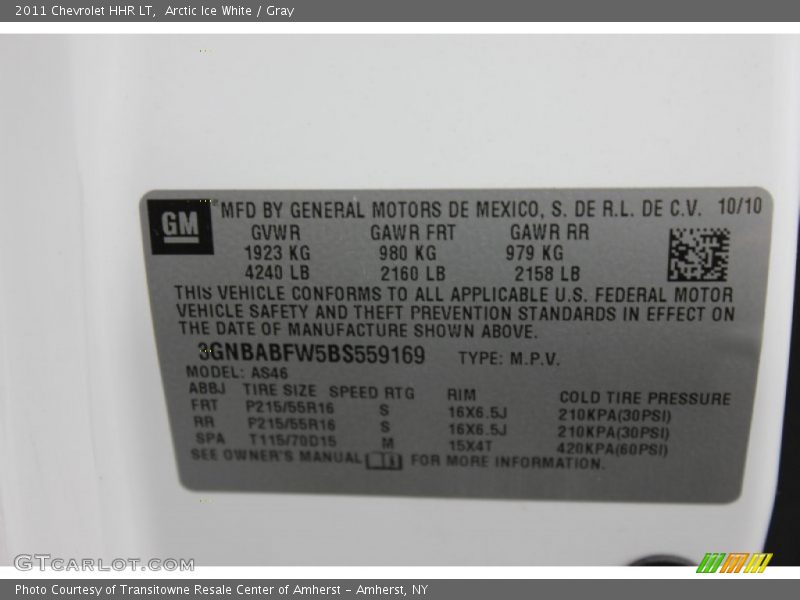 2011 Chevrolet HHR LT,  Arctic Ice White / Gray
GM MFD BY GENERAL MOTORS DE MEXICO, S. DE R.L. DE C.V. 10/10
GVWR GAWR FRT GAWR RR
1923 KG 980 KG 979 KG
4240 LB 2160 LB 2158 LB
THIS VEHICLE CONFORMS TO ALL APPLICABLE U.S. FEDERAL MOTOR
VEHICLE SAFETY AND THEFT PREVENTION STANDARDS IN EFFECT ON
THE DATE OF MANUFACTURE SHOWN ABOVE.
3GNBABFW5BS559169 TYPE: M.P.V.
MODEL: AS46
ABBJ TIRE SIZE SPEED RTG RIM COLD TIRE PRESSURE
FRT P215/55R16 S 16X6.5J 210KPA(30PSI)
RR P215/55R16 S 16X6.5J 210KPA(30PSI)
SPA T115/70D15 M 15X4T 420KPA(60PSI)
SEE OWNER'S MANUAL FOR MORE INFORMATION.
GTCARLOT.COM
Photo Courtesy of Transitowne Resale Center of Amherst - Amherst, NY